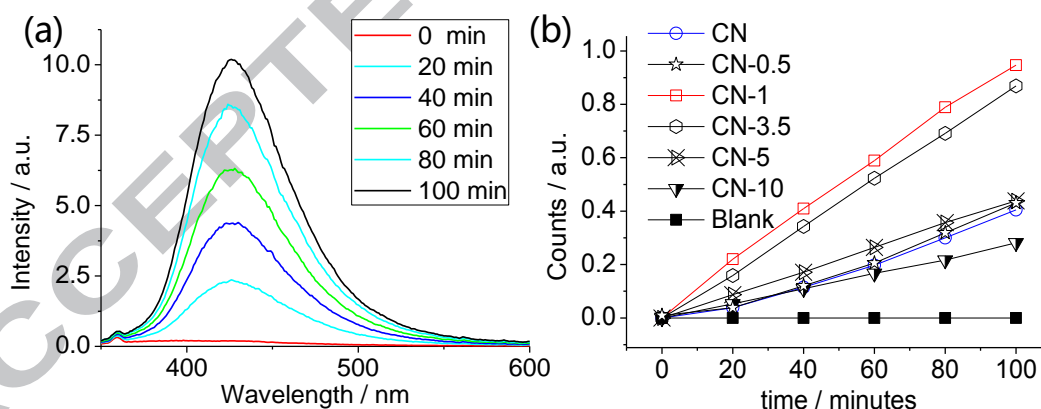 (a)
10.0
7.5
5.0
2.5
0.0
Intensity / a.u.
400
500
600
Wavelength / nm
0 min
20 min
40 min
60 min
80 min
100 min
(b)
1.0
0.8
0.6
0.4
0.2
0.0
Counts / a.u.
0
20
40
60
80
100
time / minutes
CN
CN-0.5
CN-1
CN-3.5
CN-5
CN-10
Blank
CCEPTE